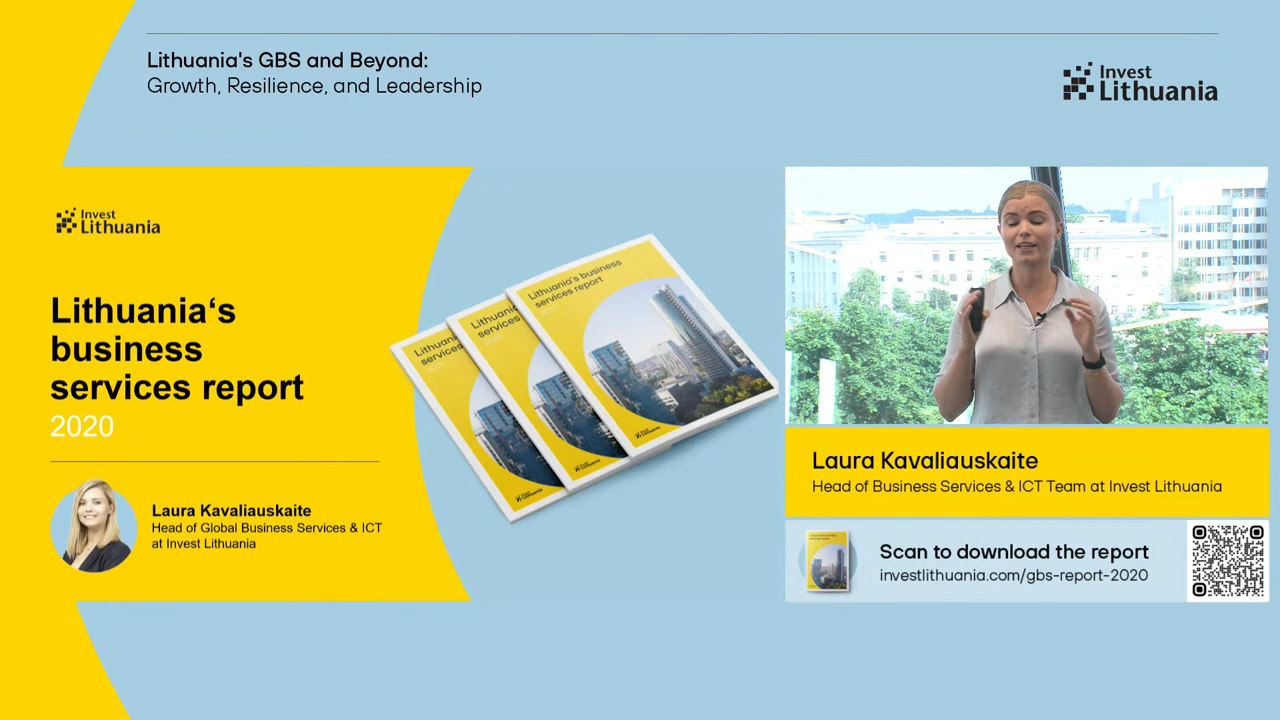 Lithuania's GBS and Beyond:
Growth, Resilience, and Leadership
Invest
Lithuania
Invest
Lithuania
Lithuania‘s
business
services report
2020
Laura Kavaliauskaite
Head of Global Business Services & ICT
at Invest Lithuania
Lithuania's business
services report
Laura Kavaliauskaite
Head of Business Services & ICT Team at Invest Lithuania
Scan to download the report
investlithuania.com/gbs-report-2020